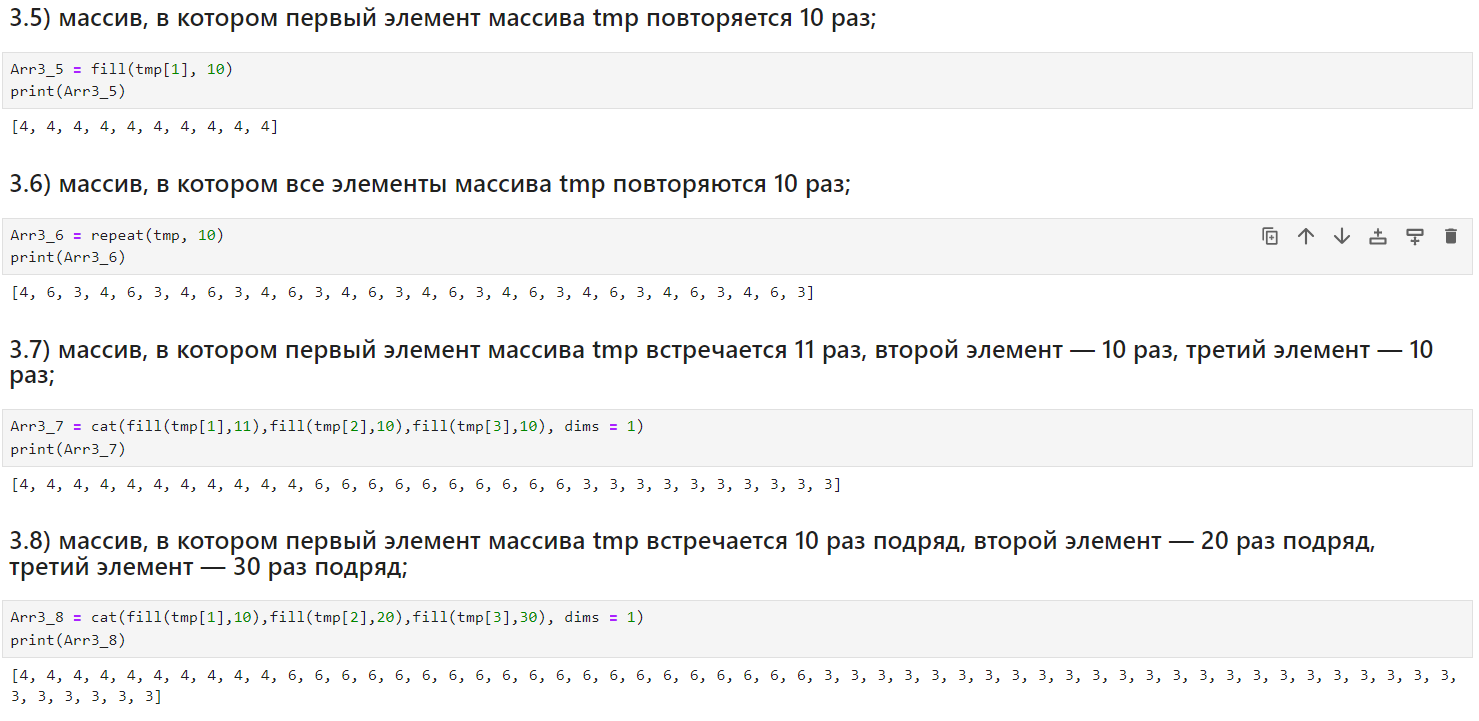 3.5) массив, в котором первый элемент массива tmp повторяется 10 раз;
Arr3_5 = fill(tmp[1], 10)
print(Arr3_5)
[4, 4, 4, 4, 4, 4, 4, 4, 4, 4]
3.6) массив, в котором все элементы массива tmp повторяются 10 раз;
Arr3_6 = repeat(tmp, 10)
print(Arr3_6)
[4, 6, 3, 4, 6, 3, 4, 6, 3, 4, 6, 3, 4, 6, 3, 4, 6, 3, 4, 6, 3, 4, 6, 3, 4, 6, 3, 4, 6, 3]
3.7) массив, в котором первый элемент массива tmp встречается 11 раз, второй элемент — 10 раз, третий элемент — 10
раз;
Arr3_7 = cat(fill(tmp[1],11),fill(tmp[2],10),fill(tmp[3],10), dims = 1)
print(Arr3_7)
[4, 4, 4, 4, 4, 4, 4, 4, 4, 4, 4, 6, 6, 6, 6, 6, 6, 6, 6, 6, 6, 3, 3, 3, 3, 3, 3, 3, 3, 3, 3]
3.8) массив, в котором первый элемент массива tmp встречается 10 раз подряд, второй элемент — 20 раз подряд,
третий элемент — 30 раз подряд;
Arr3_8 = cat(fill(tmp[1],10),fill(tmp[2],20),fill(tmp[3],30), dims = 1)
print(Arr3_8)
[4, 4, 4, 4, 4, 4, 4, 4, 4, 4, 6, 6, 6, 6, 6, 6, 6, 6, 6, 6, 6, 6, 6, 6, 6, 6, 6, 6, 6, 6, 3, 3, 3, 3, 3, 3, 3, 3, 3, 3, 3, 3, 3, 3, 3, 3, 3, 3, 3, 3, 3, 3, 3, 3,
3, 3, 3, 3, 3, 3]